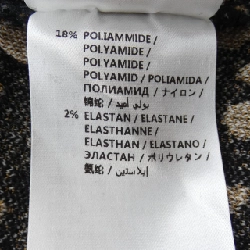 18% POLIAMMIDE /
POLYAMIDE /
POLYAMIDE /
POLYAMID / POLIAMIDA /
ПОЛИАМИД / ナイロン /
锦纶 / بولي أميد
2% ELASTAN / ELASTANE /
ELASTHANNE /
ELASTHAN / ELASTANO /
ЭЛАСТАН / ポリウレタン /
氨纶 / إيلاستين